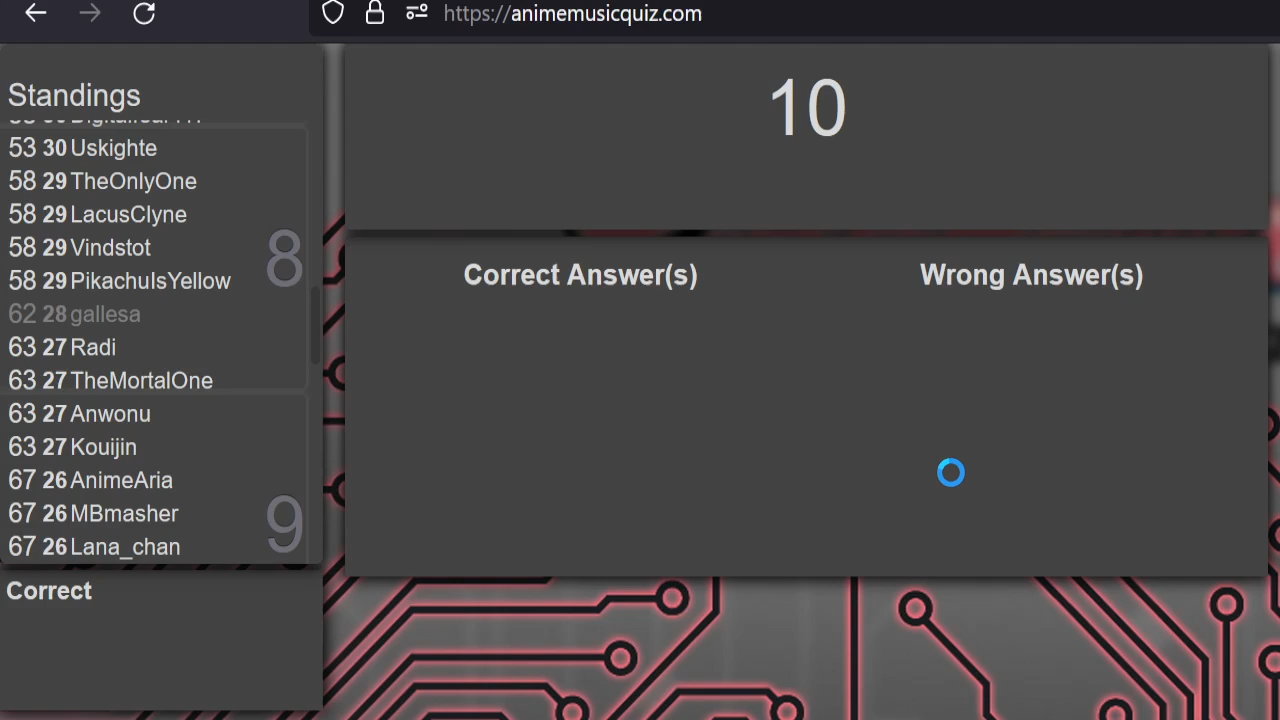 https://animemusicquiz.com
Standings
53 30 Uskighte
58 29 TheOnlyOne
58 29 LacusClyne
58 29 Vindstot
58 29 PikachuIsYellow
62 28 gallesa
63 27 Radi
63 27 TheMortalOne
8
63 27 Anwonu
63 27 Kouijin
67 26 AnimeAria
67 26 MBmasher
67 26 Lana_chan
9
Correct
10
Correct Answer(s)
Wrong Answer(s)